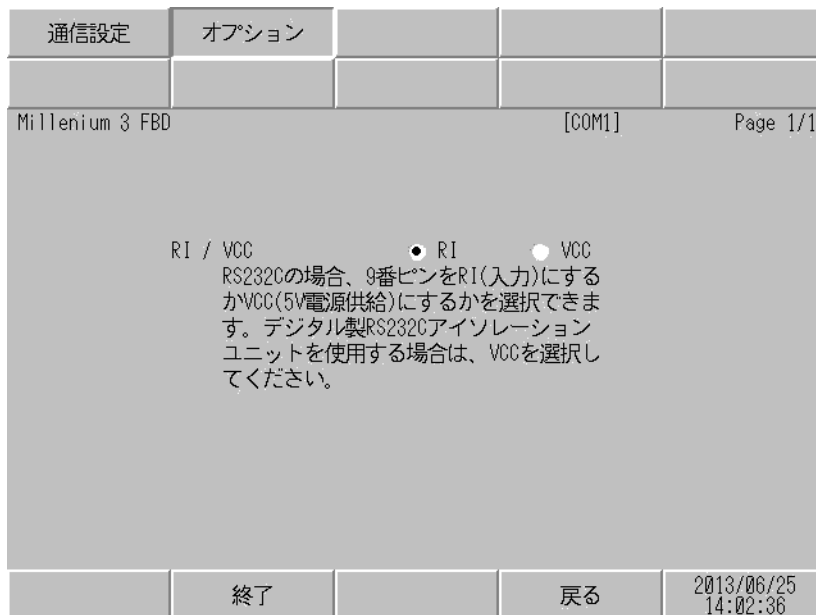 通信設定 オプション
Millenium 3 FBD [COM1] Page 1/1
RI / VCC RI VCC
RS232Cの場合、9番ピンをRI(入力)にする
かVCC(5V電源供給)にするかを選択できま
す。デジタル製RS232Cアイソレーション
ユニットを使用する場合は、VCCを選択し
てください。
終了 戻る 2013/06/25
14:02:36